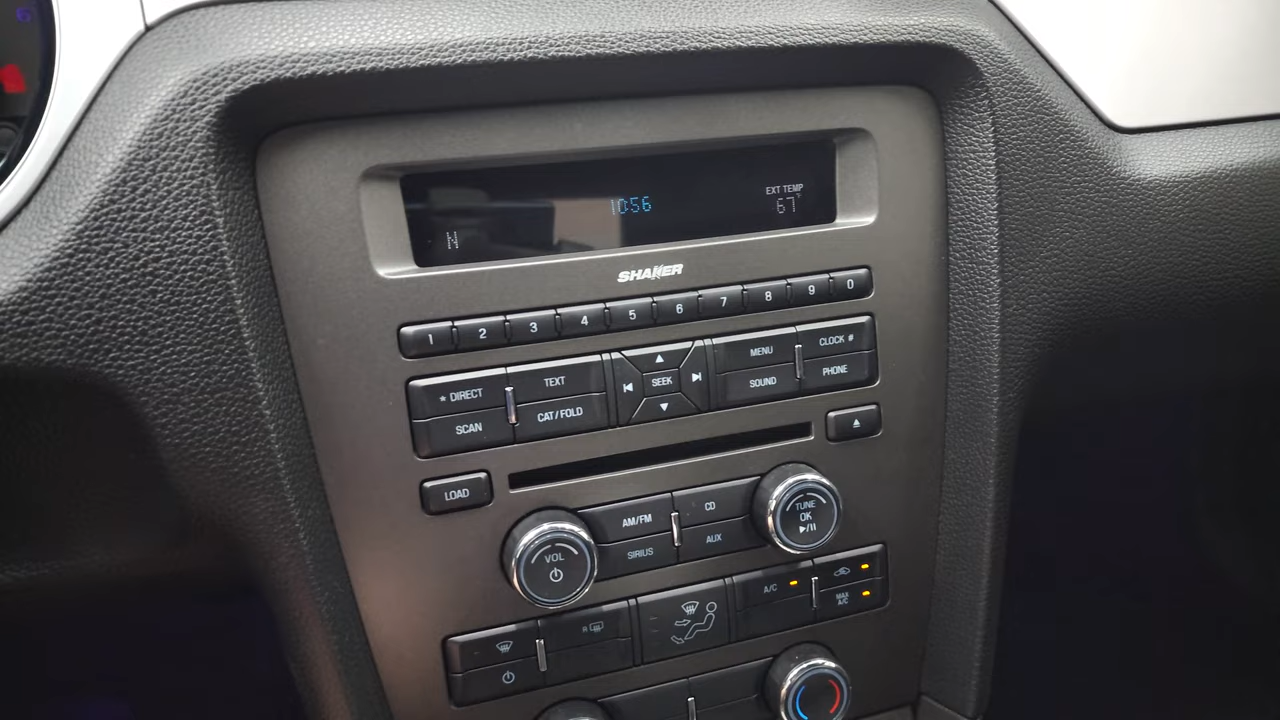 10:56
EXT TEMP
67°
N
SHAKER
1 2 3 4 5 6 7 8 9 0
* DIRECT
TEXT
SEEK
MENU
CLOCK #
SCAN
CAT/FOLD
SOUND
PHONE
LOAD
AM/FM
CD
TUNE
OK
VOL
SIRIUS
AUX
A/C
R
MAX
A/C